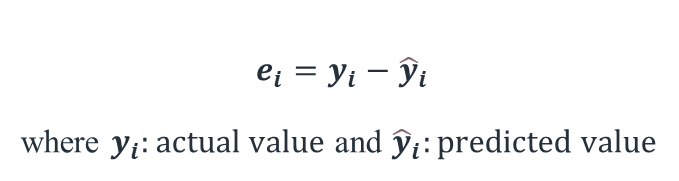 eᵢ = yᵢ − ŷᵢ
where yᵢ: actual value and ŷᵢ: predicted value